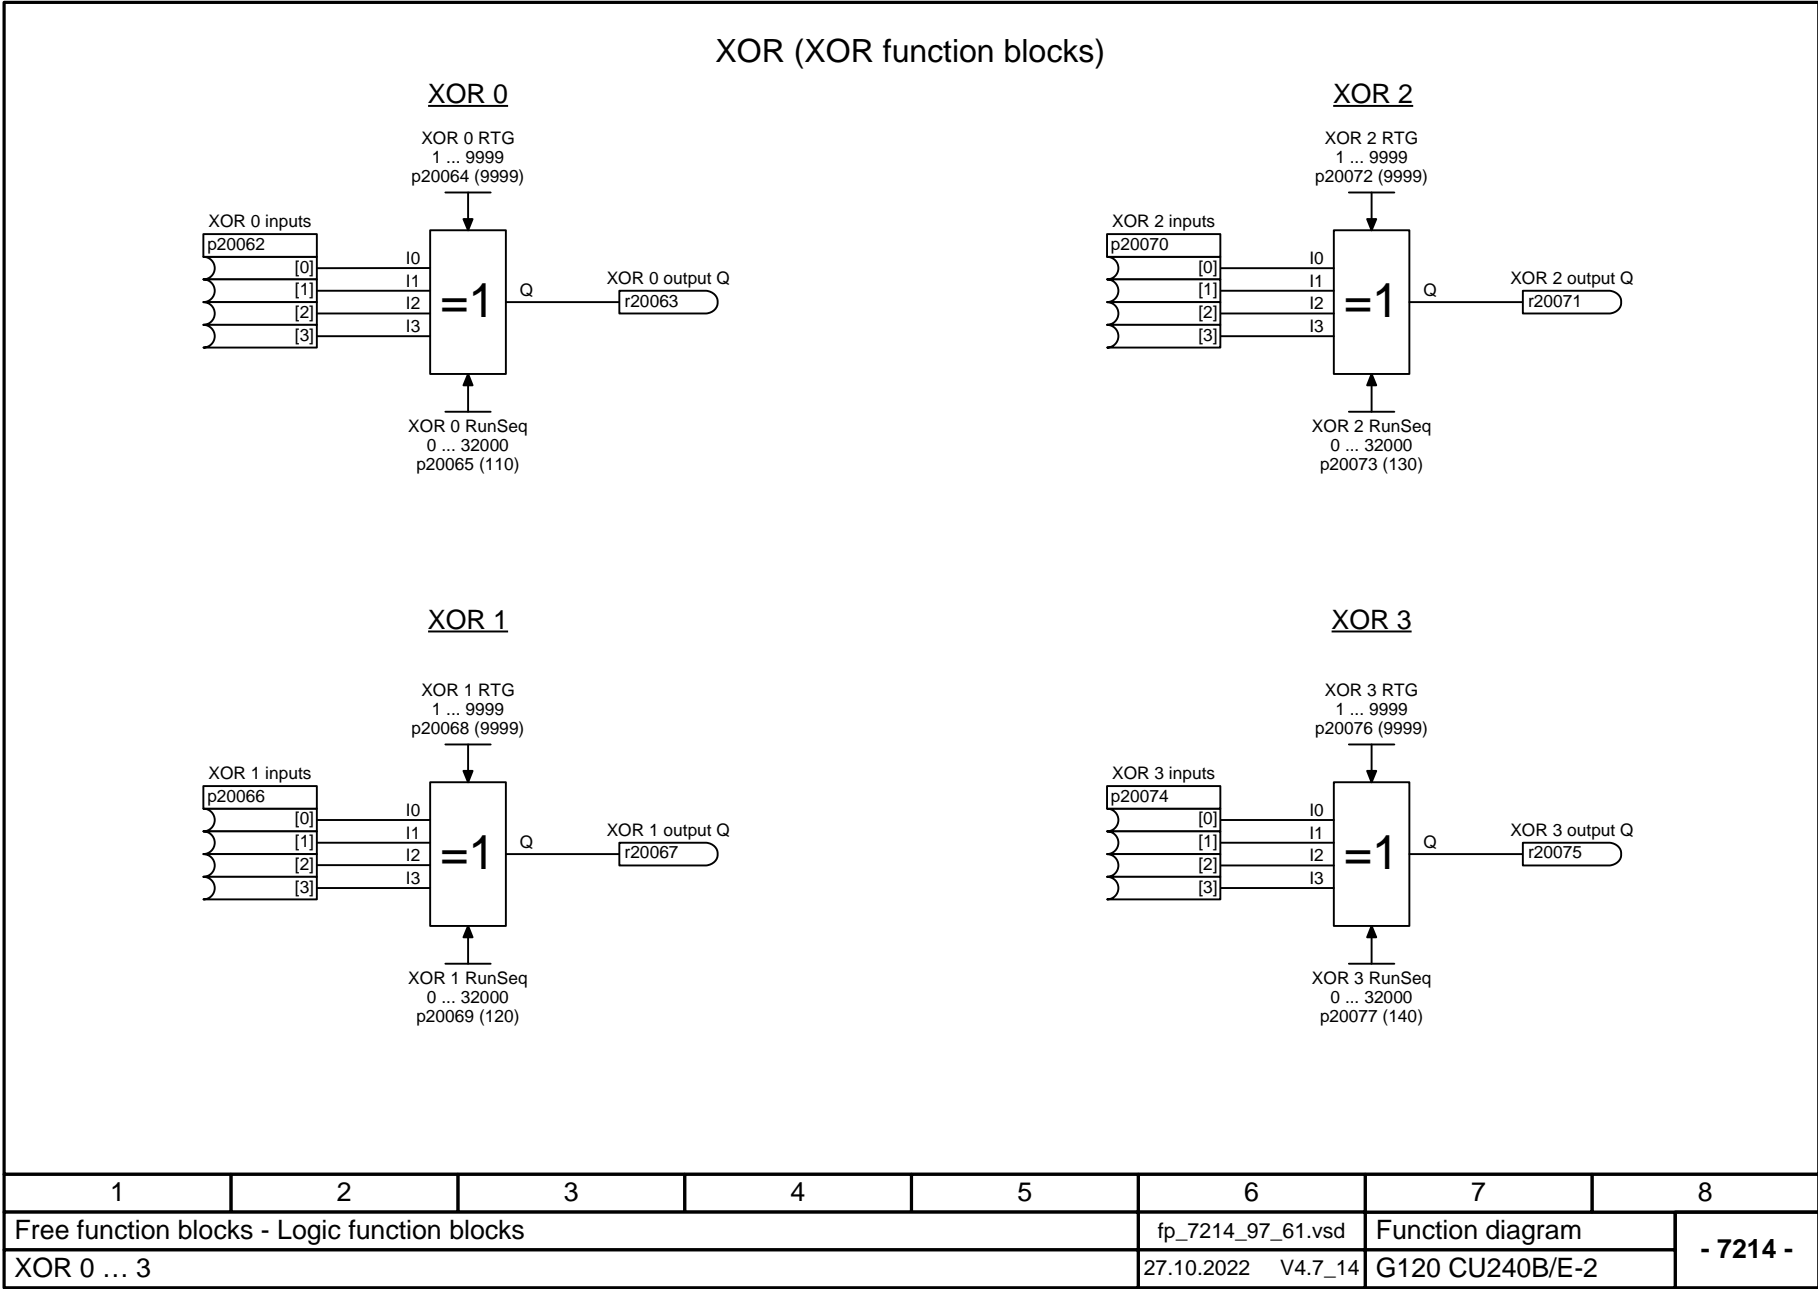 XOR (XOR function blocks)
XOR 0
XOR 0 RTG
1 ... 9999
p20064 (9999)
XOR 0 inputs
p20062
[0]
[1]
[2]
[3]
I0
I1
I2
I3
=1
Q
XOR 0 output Q
r20063
XOR 0 RunSeq
0 ... 32000
p20065 (110)
XOR 2
XOR 2 RTG
1 ... 9999
p20072 (9999)
XOR 2 inputs
p20070
[0]
[1]
[2]
[3]
I0
I1
I2
I3
=1
Q
XOR 2 output Q
r20071
XOR 2 RunSeq
0 ... 32000
p20073 (130)
XOR 1
XOR 1 RTG
1 ... 9999
p20068 (9999)
XOR 1 inputs
p20066
[0]
[1]
[2]
[3]
I0
I1
I2
I3
=1
Q
XOR 1 output Q
r20067
XOR 1 RunSeq
0 ... 32000
p20069 (120)
XOR 3
XOR 3 RTG
1 ... 9999
p20076 (9999)
XOR 3 inputs
p20074
[0]
[1]
[2]
[3]
I0
I1
I2
I3
=1
Q
XOR 3 output Q
r20075
XOR 3 RunSeq
0 ... 32000
p20077 (140)
1 2 3 4 5 6 7 8
Free function blocks - Logic function blocks
fp_7214_97_61.vsd
Function diagram
- 7214 -
XOR 0 … 3
27.10.2022 V4.7_14
G120 CU240B/E-2